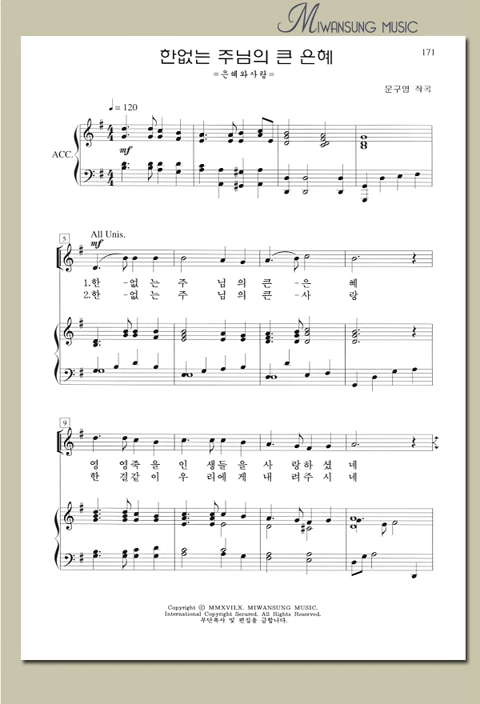 MIWANSUNG MUSIC
한없는 주님의 큰 은혜
171
= 은혜와사랑 =
문구영 작곡
= 120
mf
ACC.
5
All Unis.
mf
1.한 - 없 는 주 님 의 큰 - 은 혜
2.한 - 없 는 주 님 의 큰 - 사 랑
9
영 영죽 을 인 생들 을 사 랑하 셨 네
한 결같 이 우 리에 게 내 려주 시 네
Copyright ⓒ MMXVII.X. MIWANSUNG MUSIC.
International Copyright Secured. All Rights Reserved.
무단복사 및 편집을 금합니다.